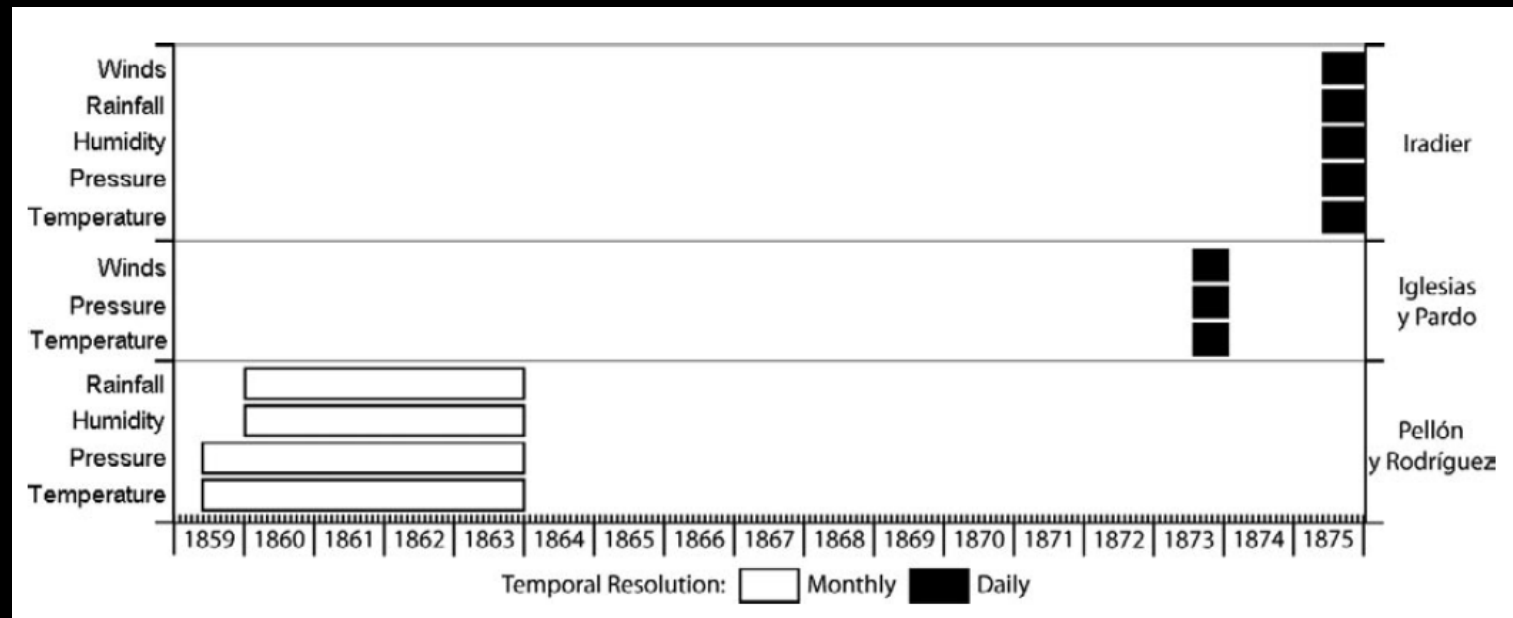 Winds
Rainfall
Humidity
Pressure
Temperature
Iradier
Winds
Pressure
Temperature
Iglesias
y Pardo
Rainfall
Humidity
Pressure
Temperature
Pellón
y Rodríguez
1859 1860 1861 1862 1863 1864 1865 1866 1867 1868 1869 1870 1871 1872 1873 1874 1875
Temporal Resolution: Monthly Daily